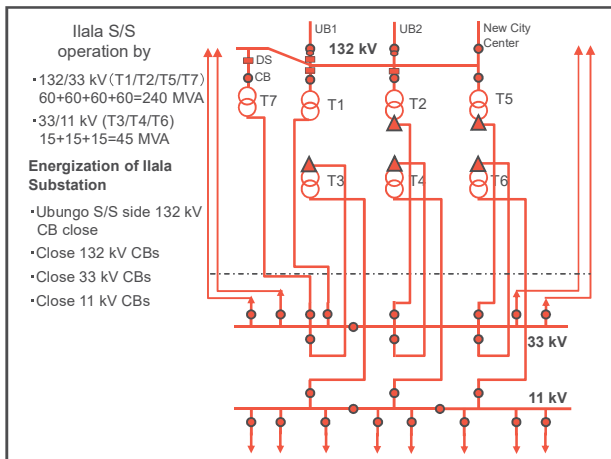 Ilala S/S
operation by
·132/33 kV (T1/T2/T5/T7)
60+60+60+60=240 MVA
·33/11 kV (T3/T4/T6)
15+15+15=45 MVA
Energization of Ilala
Substation
·Ubungo S/S side 132 kV
CB close
·Close 132 kV CBs
·Close 33 kV CBs
·Close 11 kV CBs
UB1
UB2
New City
Center
132 kV
DS
CB
T7
T1
T2
T5
T3
T4
T6
33 kV
11 kV